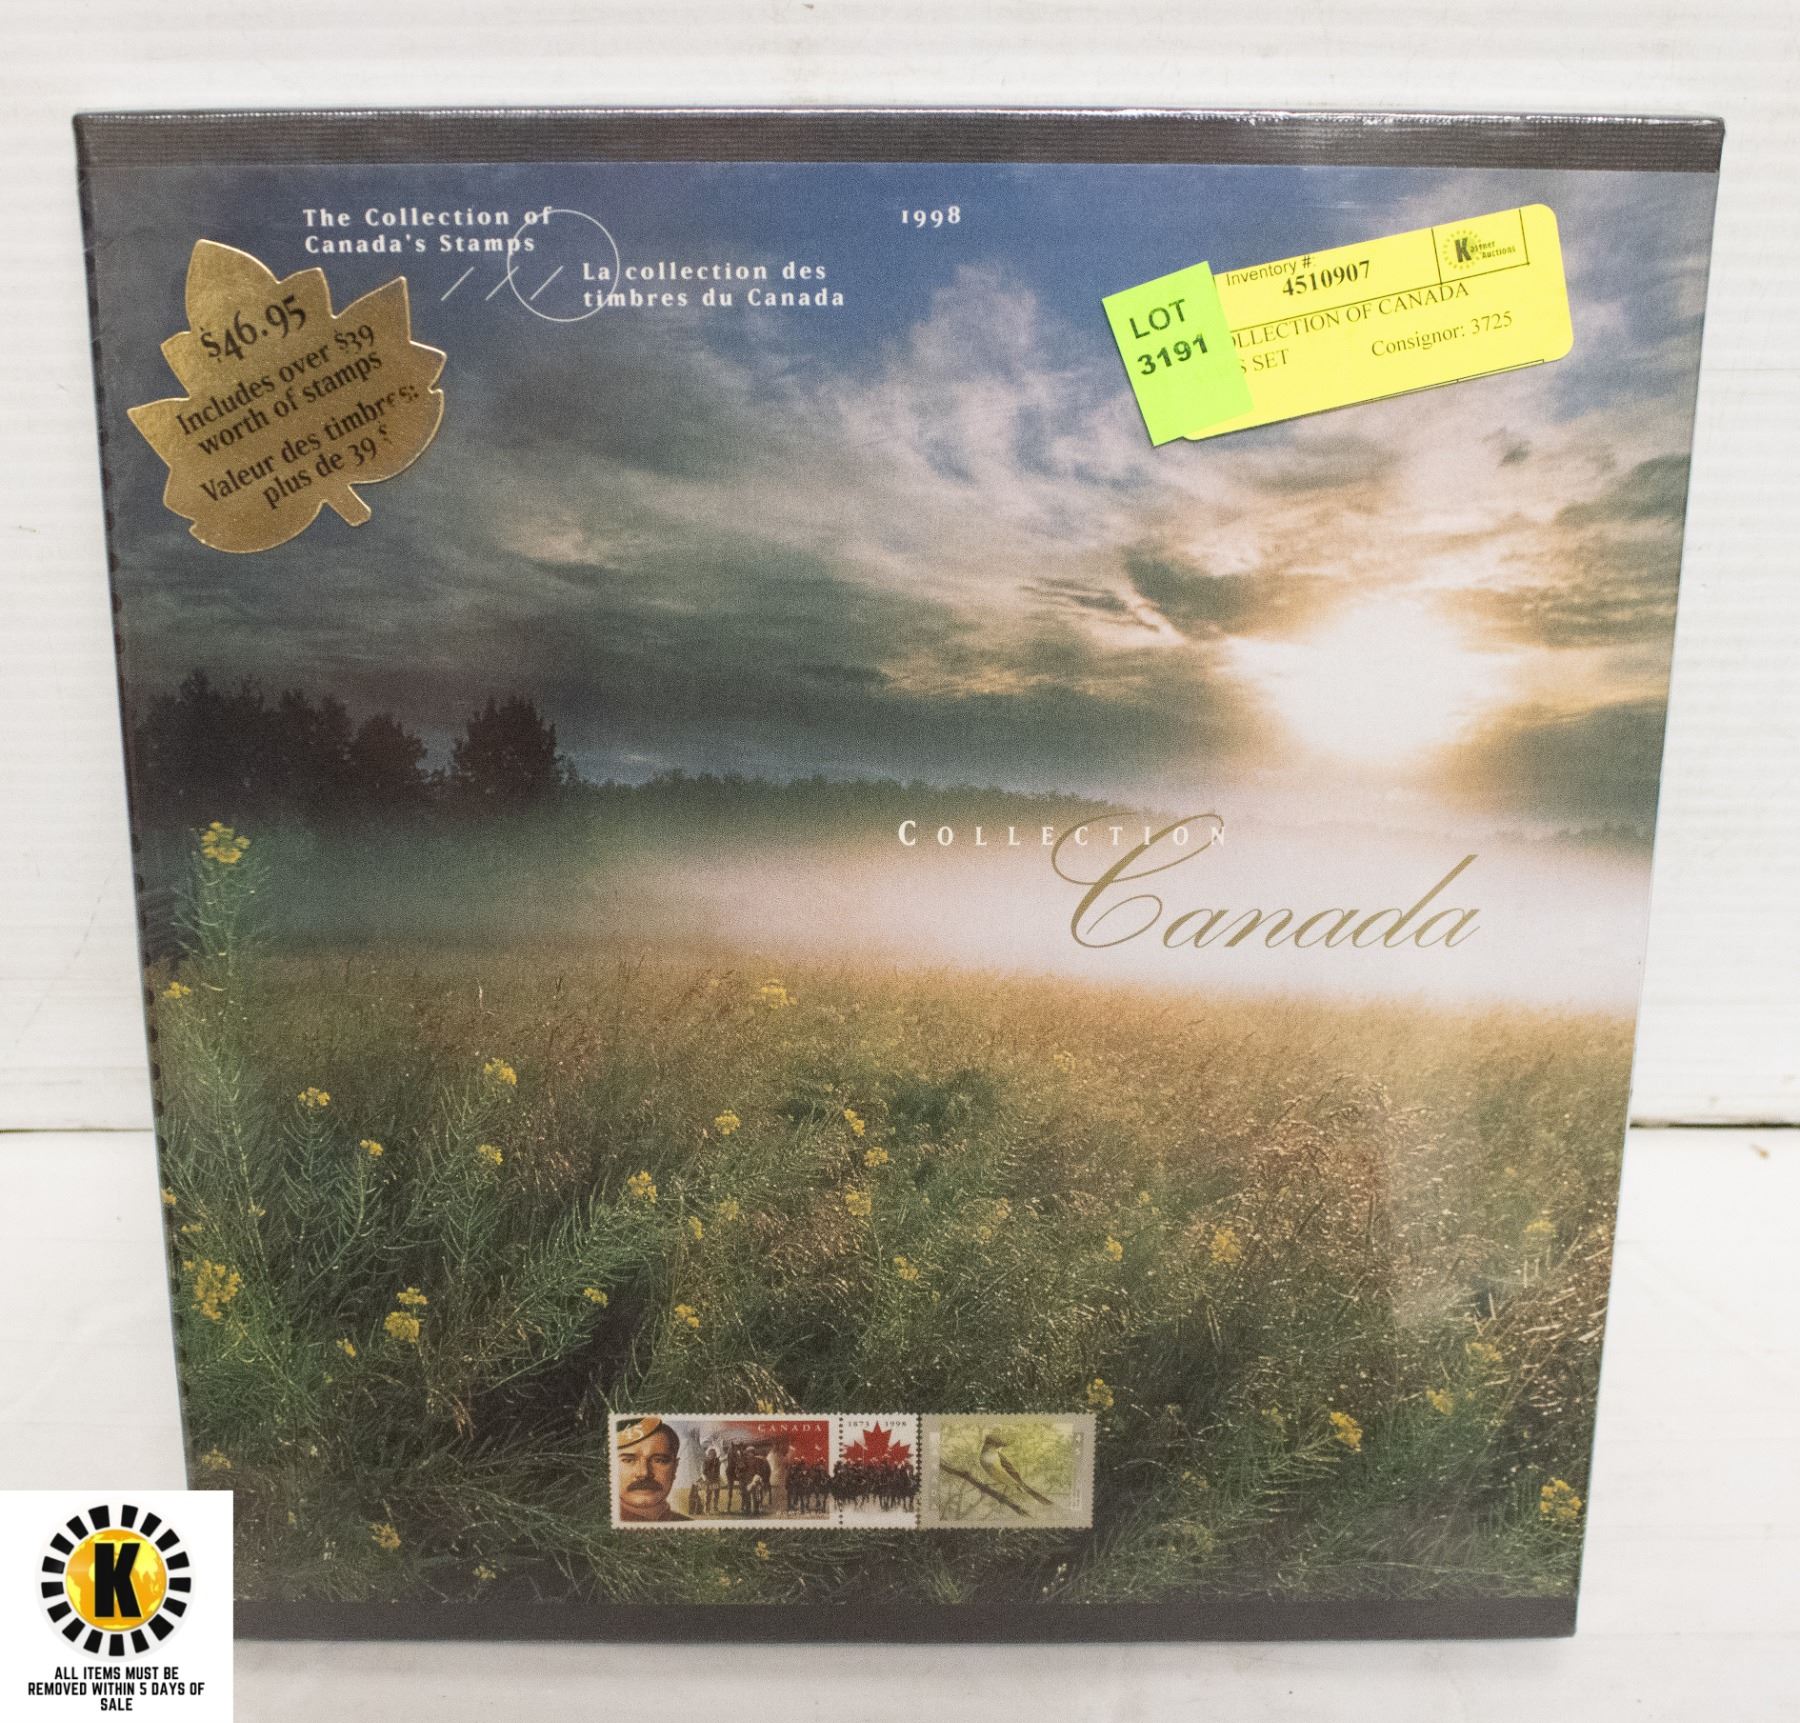 The Collection of
Canada's Stamps
La collection des
timbres du Canada
1998
$46.95
Includes over $39
worth of stamps
Valeur des timbres:
plus de 39 $
LOT
3191
Inventory #:
4510907
Kastner
Auctions
OLLECTION OF CANADA
S SET
Consignor: 3725
COLLECTION
Canada
45
CANADA
1873 1998
K
ALL ITEMS MUST BE
REMOVED WITHIN 5 DAYS OF
SALE